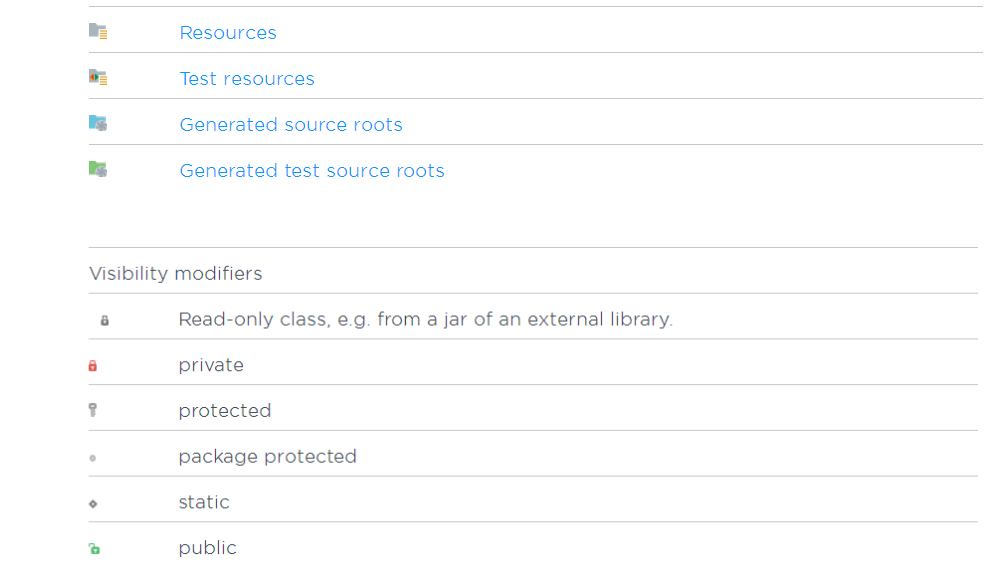 Resources
Test resources
Generated source roots
Generated test source roots
Visibility modifiers
Read-only class, e.g. from a jar of an external library.
private
protected
package protected
static
public